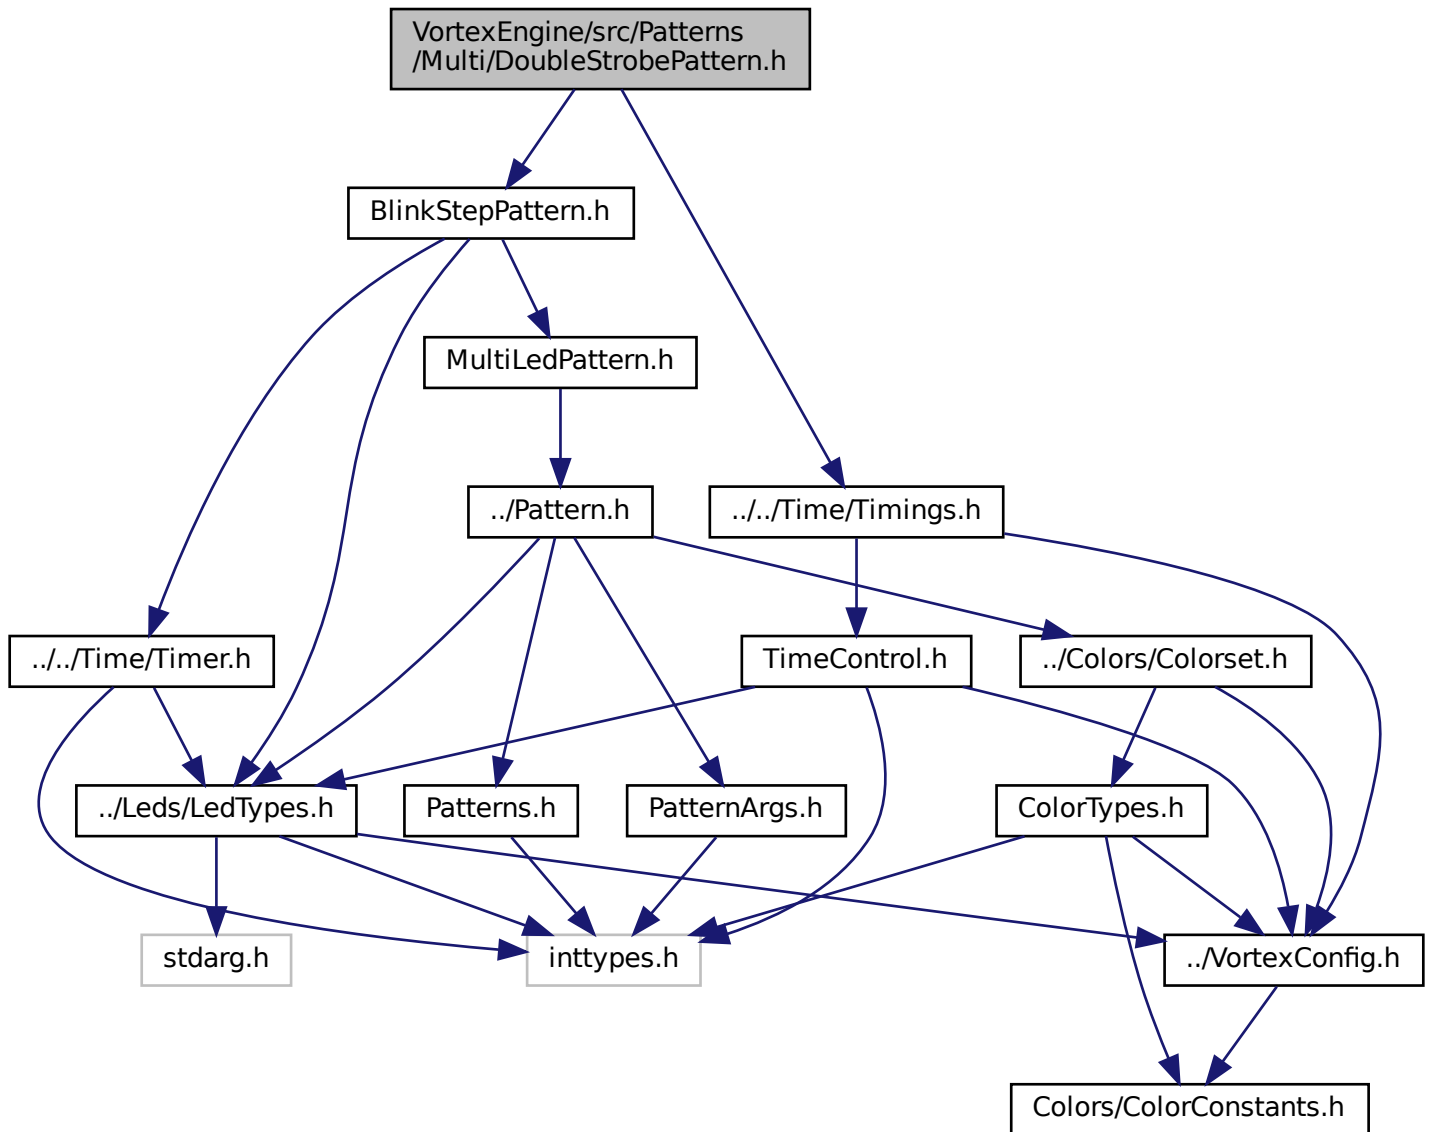 VortexEngine/src/Patterns
/Multi/DoubleStrobePattern.h
BlinkStepPattern.h
MultiLedPattern.h
../Pattern.h
../../Time/Timings.h
../../Time/Timer.h
TimeControl.h
../Colors/Colorset.h
../Leds/LedTypes.h
Patterns.h
PatternArgs.h
ColorTypes.h
stdarg.h
inttypes.h
../VortexConfig.h
Colors/ColorConstants.h